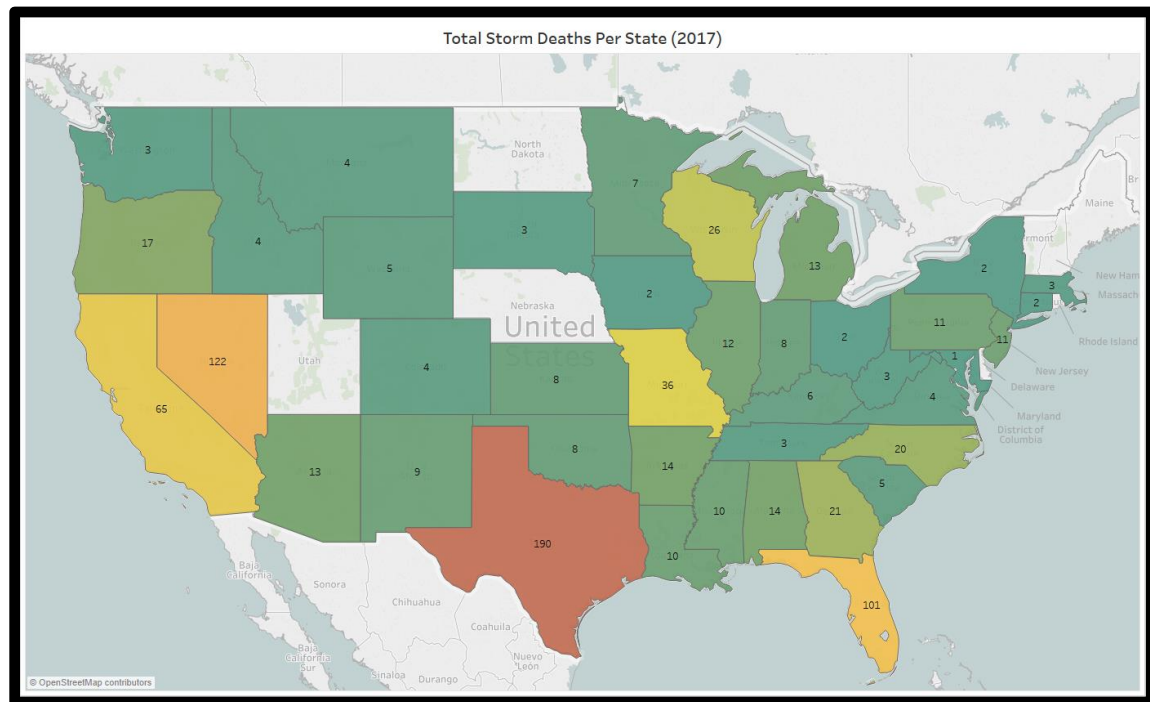 Total Storm Deaths Per State (2017)
North
Dakota
Maine
3
4
7
17
4
3
26
2
rmont
5
13
New Ham
3
Massach
2
2
Nebraska
United
States
Utah
12
8
2
11
11
Rhode Island
122
4
8
36
6
3
1
4
New Jersey
Delaware
Maryland
District of
Columbia
65
13
9
8
14
3
20
5
10
14
21
10
190
101
Baja
California
Sonora
Chihuahua
Coahuila
Baja
California
Sur
Nuevo
León
Sinaloa
Durango
© OpenStreetMap contributors